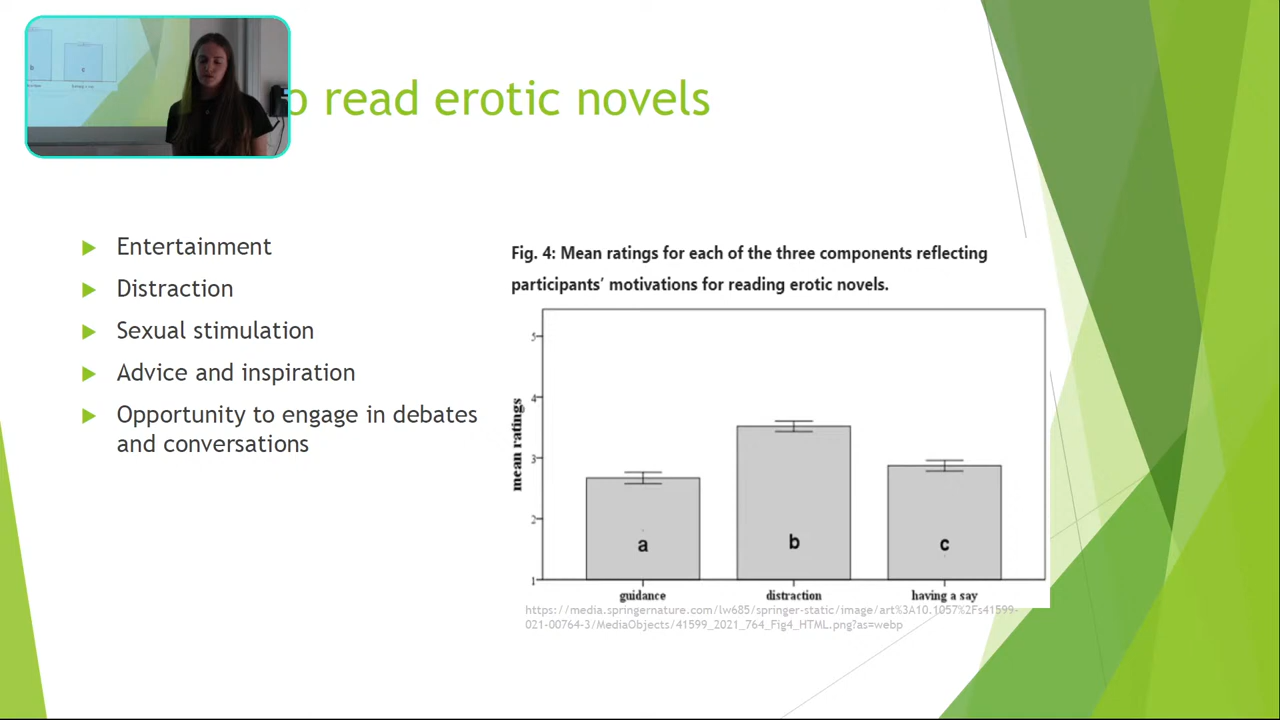 o read erotic novels
Entertainment
Distraction
Sexual stimulation
Advice and inspiration
Opportunity to engage in debates
and conversations
Fig. 4: Mean ratings for each of the three components reflecting
participants’ motivations for reading erotic novels.
mean ratings
5
4
3
2
1
a
b
c
guidance
distraction
having a say
https://media.springernature.com/lw685/springer-static/image/art%3A10.1057%2Fs41599-
021-00764-3/MediaObjects/41599_2021_764_Fig4_HTML.png?as=webp